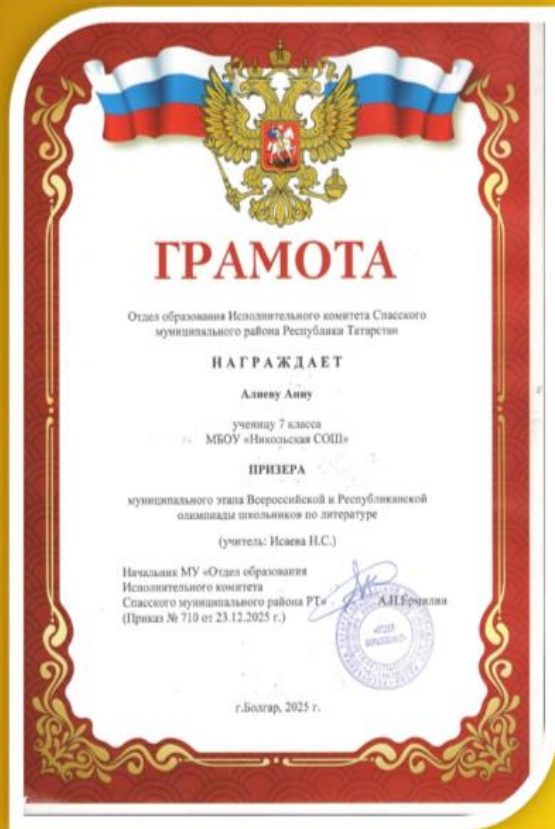 ГРАМОТА
Отдел образования Исполнительного комитета Спасского
муниципального района Республики Татарстан
НАГРАЖДАЕТ
Алиеву Анну
ученицу 7 класса
МБОУ «Никольская СОШ»
ПРИЗЕРА
муниципального этапа Всероссийской и Республиканской
олимпиады школьников по литературе
(учитель: Исаева Н.С.)
Начальник МУ «Отдел образования
Исполнительного комитета
Спасского муниципального района РТ» А.И.Ермилин
(Приказ № 710 от 23.12.2025 г.)
г.Болгар, 2025 г.